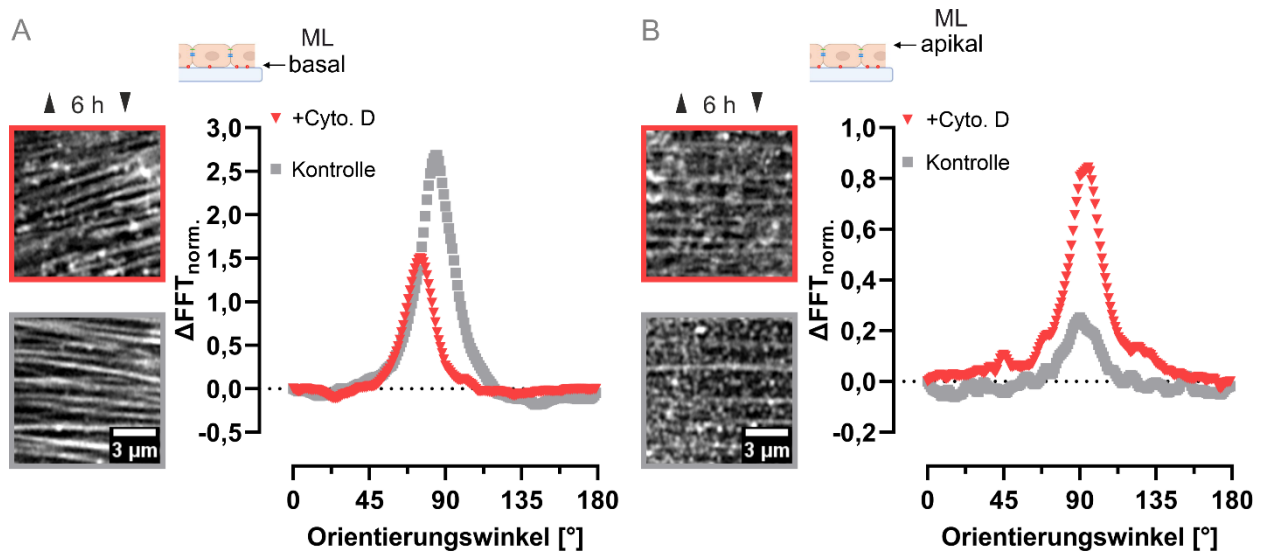 A
ML
basal
▲ 6 h ▼
+Cyto. D
Kontrolle
3 µm
ΔFFTnorm.
3,0
2,5
2,0
1,5
1,0
0,5
0,0
-0,5
0 45 90 135 180
Orientierungswinkel [°]
B
ML
apikal
▲ 6 h ▼
+Cyto. D
Kontrolle
3 µm
ΔFFTnorm.
1,0
0,8
0,6
0,4
0,2
0,0
-0,2
0 45 90 135 180
Orientierungswinkel [°]